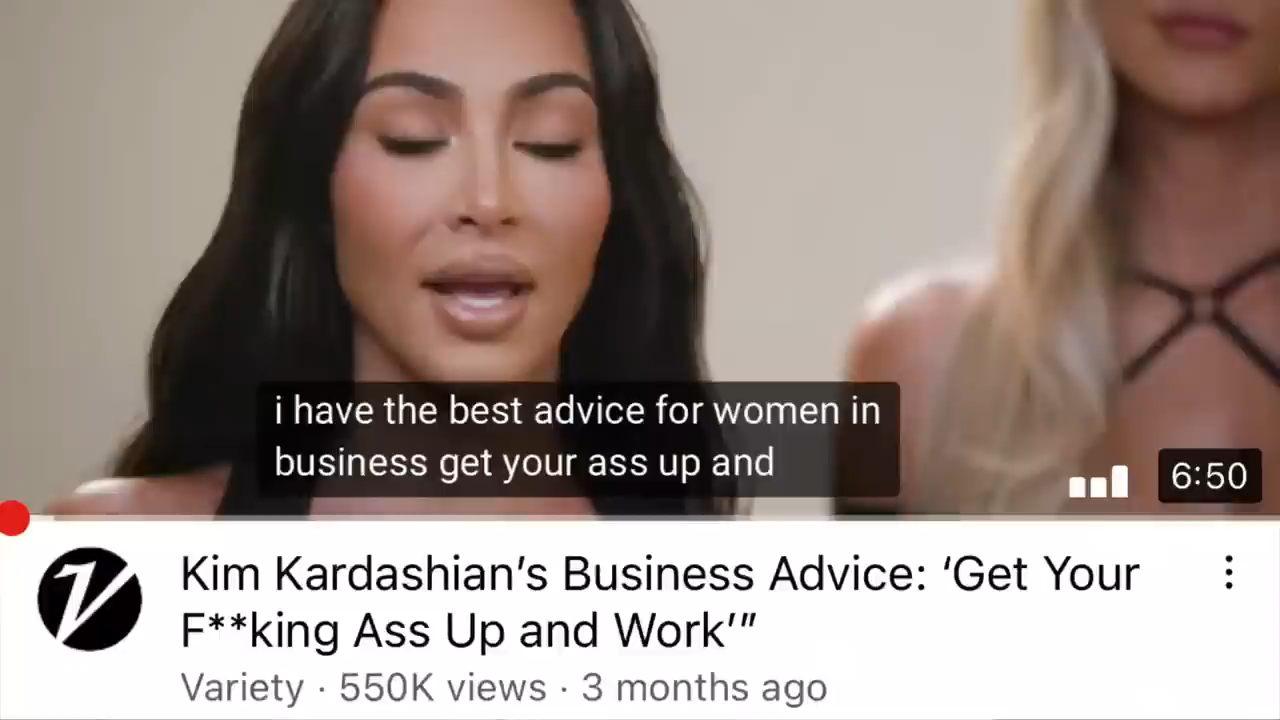 i have the best advice for women in
business get your ass up and
6:50
Kim Kardashian’s Business Advice: ‘Get Your
F**king Ass Up and Work’”
Variety · 550K views · 3 months ago